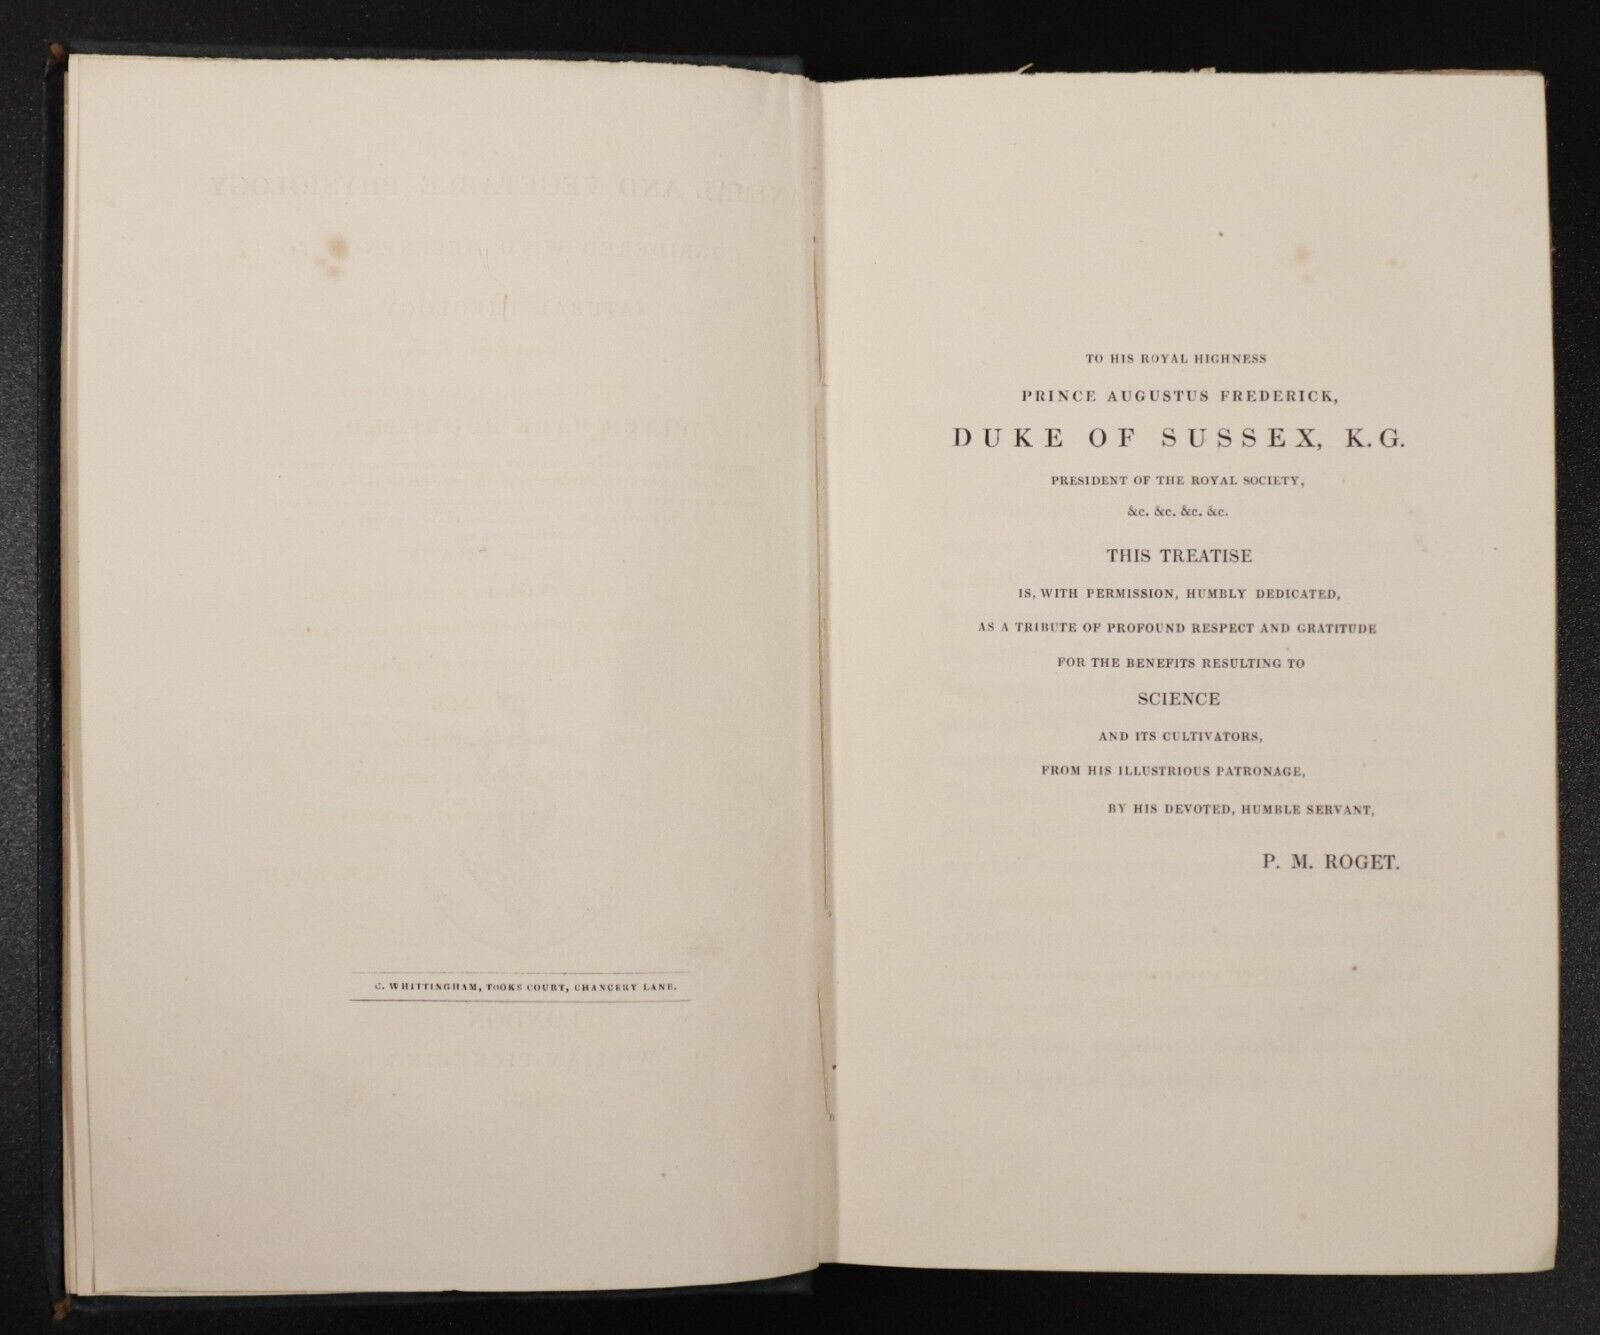 C. WHITTINGHAM, TOOKS COURT, CHANCERY LANE.
TO HIS ROYAL HIGHNESS
PRINCE AUGUSTUS FREDERICK,
DUKE OF SUSSEX, K.G.
PRESIDENT OF THE ROYAL SOCIETY,
&c. &c. &c. &c.
THIS TREATISE
IS, WITH PERMISSION, HUMBLY DEDICATED,
AS A TRIBUTE OF PROFOUND RESPECT AND GRATITUDE
FOR THE BENEFITS RESULTING TO
SCIENCE
AND ITS CULTIVATORS,
FROM HIS ILLUSTRIOUS PATRONAGE,
BY HIS DEVOTED, HUMBLE SERVANT,
P. M. ROGET.